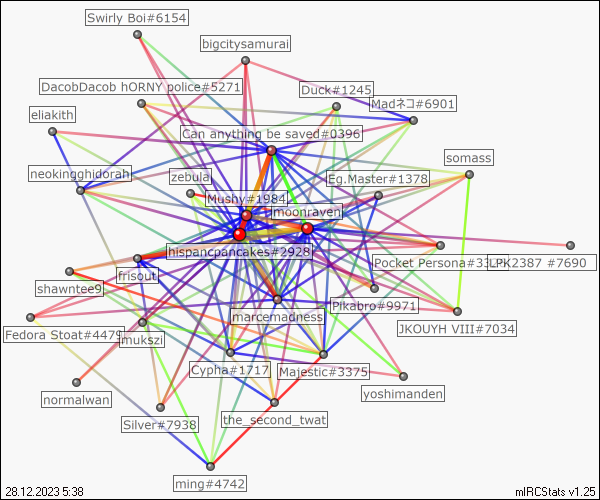 Swirly Boi#6154
bigcitysamurai
DacobDacob hORNY police#5271
Duck#1245
Madネコ#6901
eliakith
Can anything be saved#0396
somass
neokingghidorah
zebula
Eg.Master#1378
Mushy#1984
moonraven
hispancpancakes#2928
Pocket Persona#33
LPK2387 #7690
frisout
shawntee9
Pikabro#9971
marcemadness
JKOUYH VIII#7034
Fedora Stoat#4479
mukszi
Cypha#1717
Majestic#3375
yoshimanden
normalwan
Silver#7938
the_second_twat
ming#4742
28.12.2023 5:38
mIRCStats v1.25